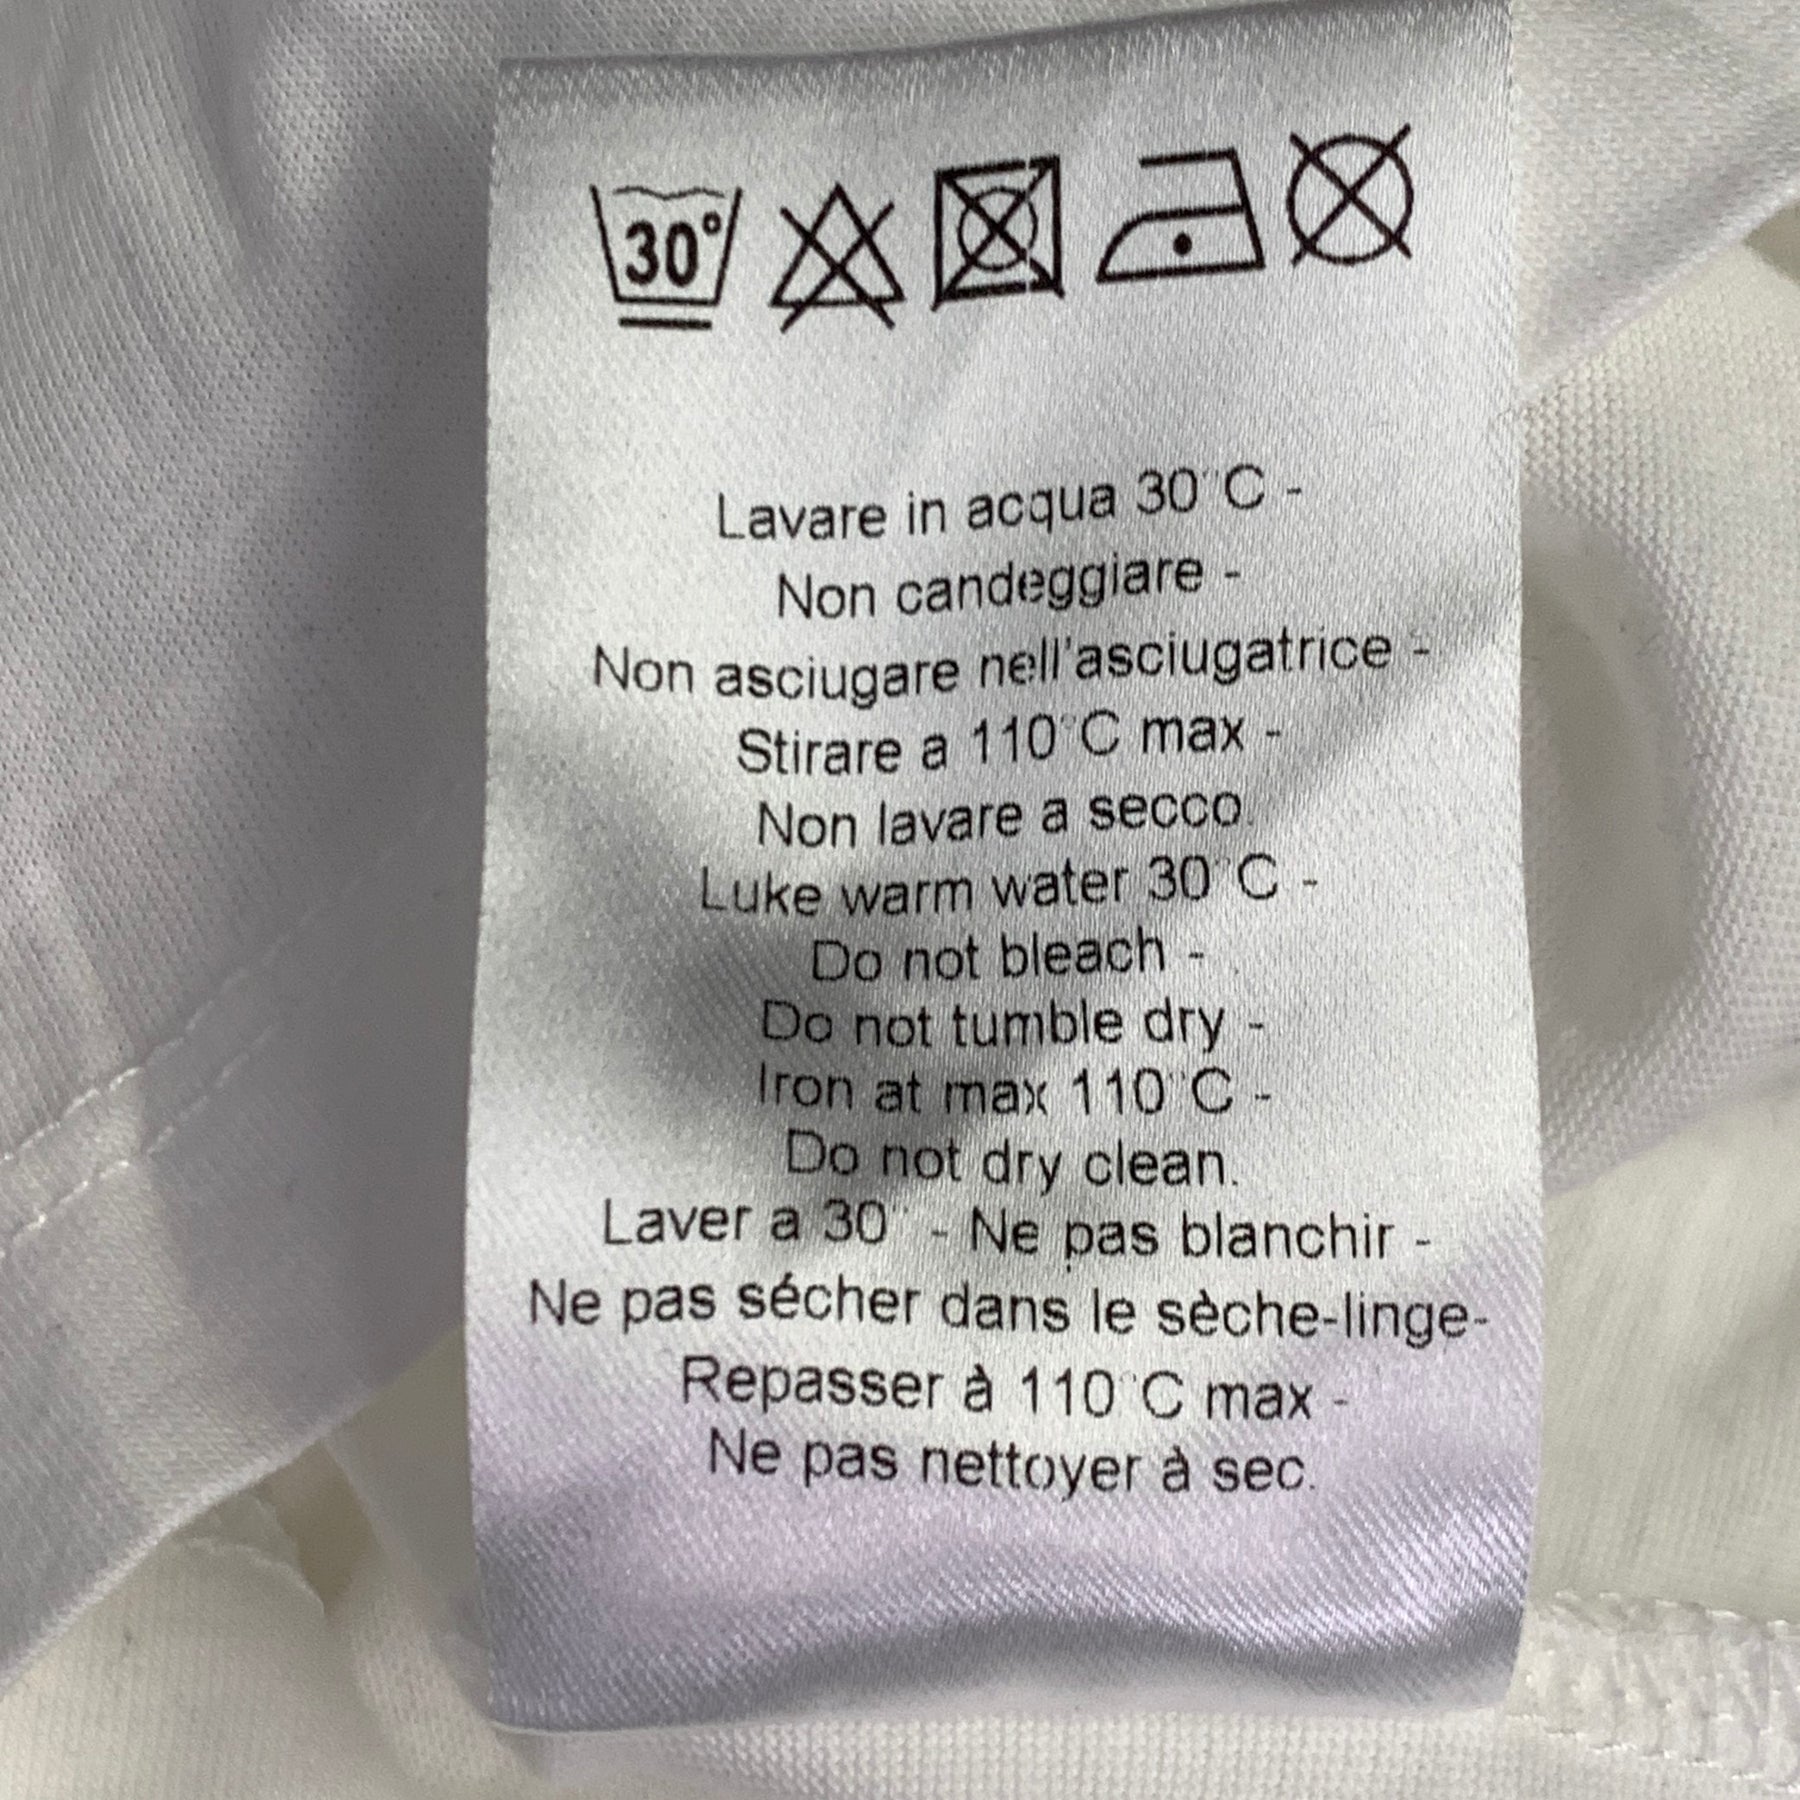 30°
Lavare in acqua 30°C -
Non candeggiare -
Non asciugare nell'asciugatrice -
Stirare a 110°C max -
Non lavare a secco.
Luke warm water 30°C -
Do not bleach -
Do not tumble dry -
Iron at max 110°C -
Do not dry clean.
Laver a 30° - Ne pas blanchir -
Ne pas sécher dans le sèche-linge-
Repasser à 110°C max -
Ne pas nettoyer à sec.